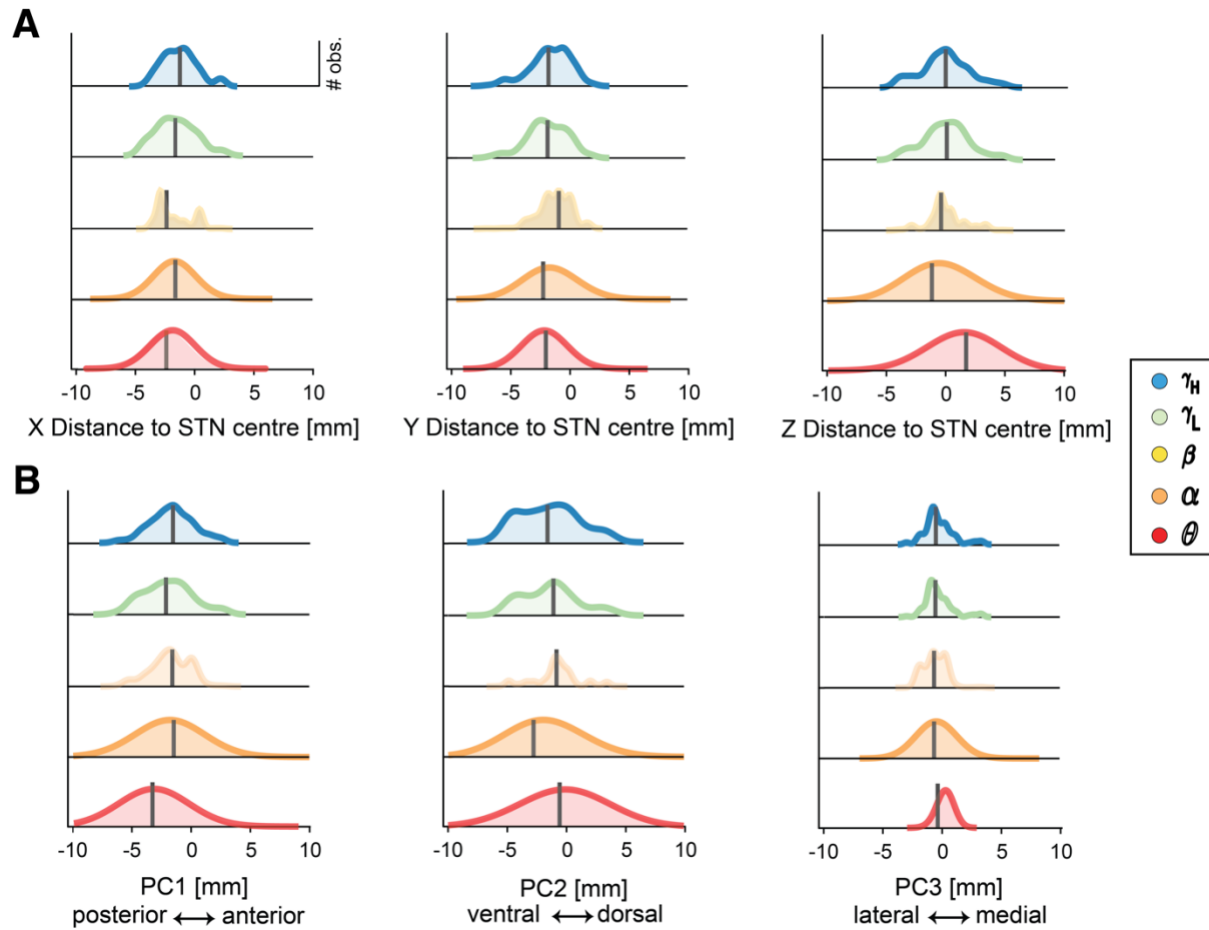 A
# obs.
-10 -5 0 5 10
-10 -5 0 5 10
-10 -5 0 5 10
X Distance to STN centre [mm]
Y Distance to STN centre [mm]
Z Distance to STN centre [mm]
γH
γL
β
α
θ
B
-10 -5 0 5 10
-10 -5 0 5 10
-10 -5 0 5 10
PC1 [mm]
posterior ↔ anterior
PC2 [mm]
ventral ↔ dorsal
PC3 [mm]
lateral ↔ medial